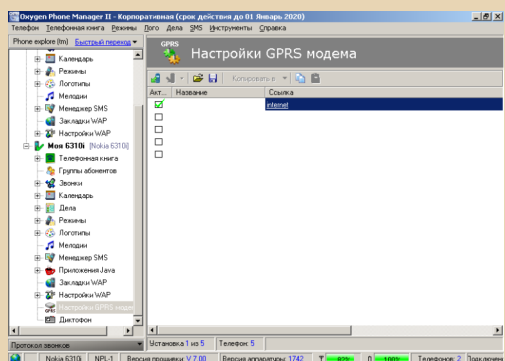 Oxygen Phone Manager II - Корпоративная (срок действия до 01 Январь 2020)
Телефон Телефонная книга Режимы Лого Дела SMS Инструменты Справка
Phone explore (Im) Быстрый переход
GPRS
Настройки GPRS модема
Копировать в
Акт... Название Ссылка
internet
Календарь
Режимы
Логотипы
Мелодии
Менеджер SMS
Закладки WAP
Настройки WAP
Моя 6310i [Nokia 6310i]
Телефонная книга
Группы абонентов
Звонки
Календарь
Дела
Режимы
Логотипы
Мелодии
Менеджер SMS
Приложения Java
Закладки WAP
Настройки WAP
Настройки GPRS модем
Диктофон
Протокол звонков
Установка 1 из 5 Телефон: 5
Nokia 6310i NPL-1 Версия прошивки: V 7.00 Версия аппаратуры: 1742 82% 100% Телефонов: 2